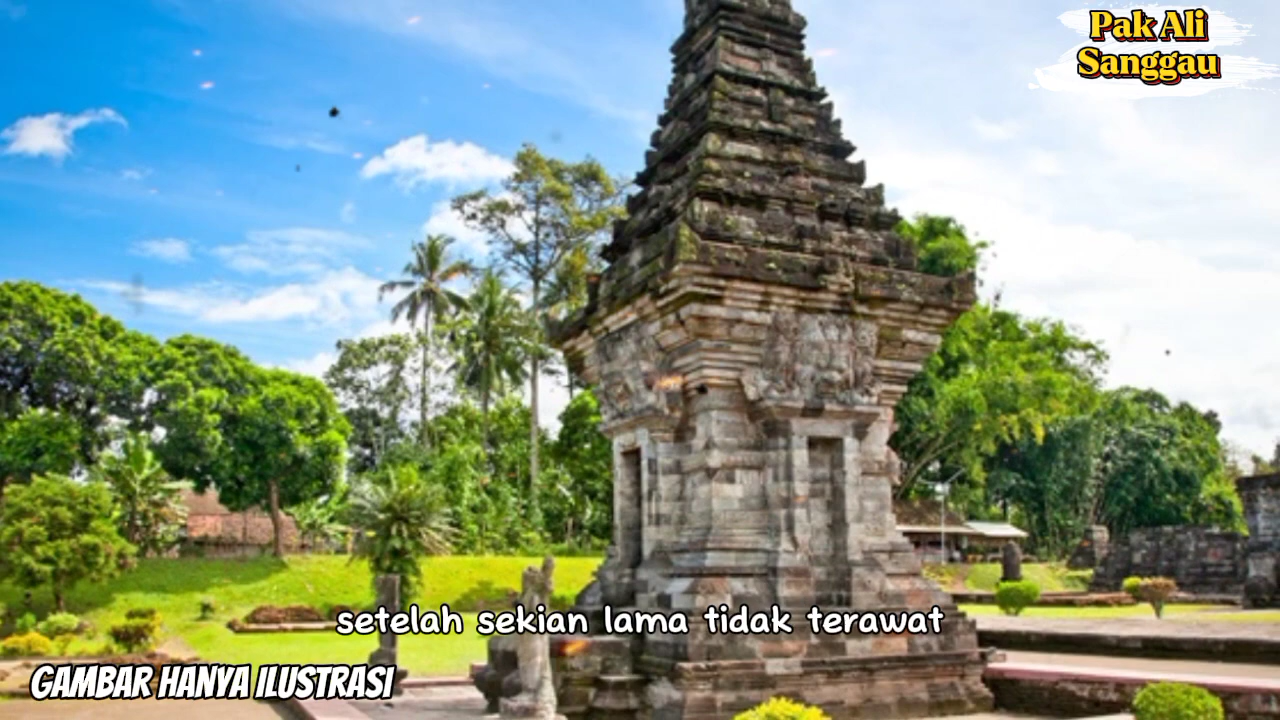 Pak Ali
Sanggau
setelah sekian lama tidak terawat
GAMBAR HANYA ILUSTRASI